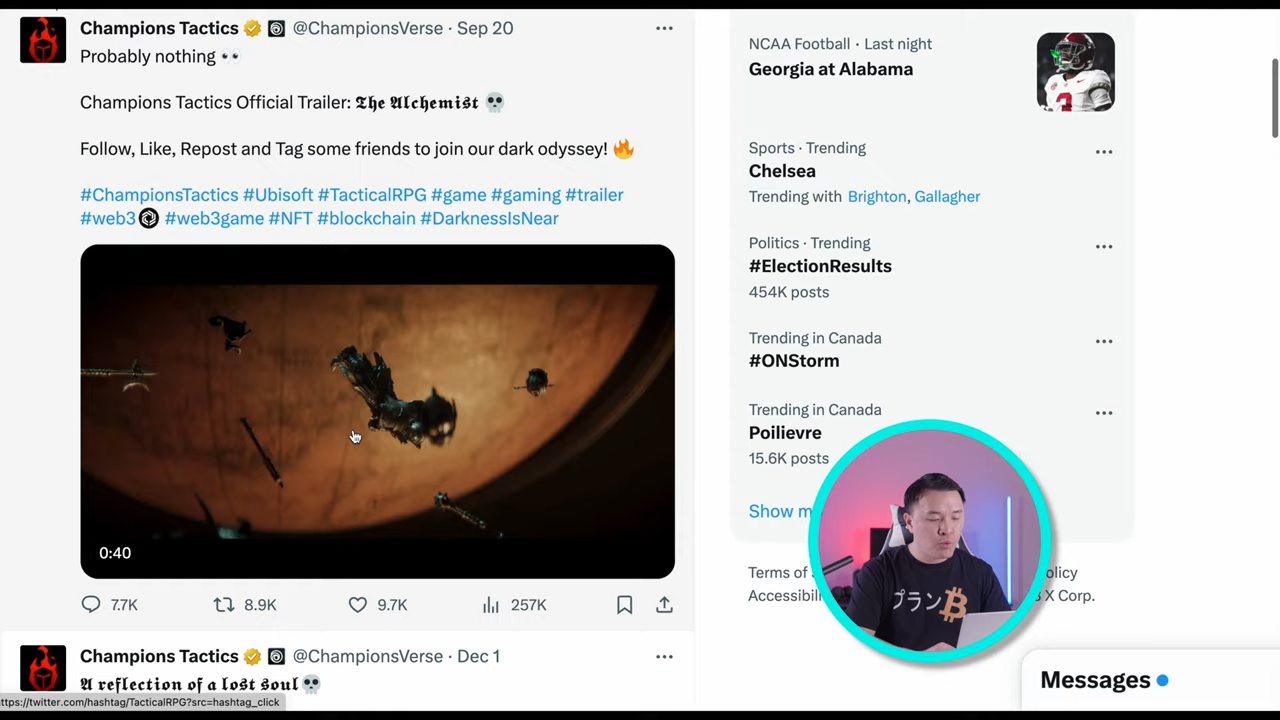 Champions Tactics @ChampionsVerse · Sep 20
Probably nothing 👀
Champions Tactics Official Trailer: 𝕿𝖍𝖊 𝕬𝖑𝖈𝖍𝖊𝖒𝖎𝖘𝖙 💀
Follow, Like, Repost and Tag some friends to join our dark odyssey! 🔥
#ChampionsTactics #Ubisoft #TacticalRPG #game #gaming #trailer
#web3 #web3game #NFT #blockchain #DarknessIsNear
0:40
7.7K 8.9K 9.7K 257K
Champions Tactics @ChampionsVerse · Dec 1
𝕬 𝖗𝖊𝖋𝖑𝖊𝖈𝖙𝖎𝖔𝖓 𝖔𝖋 𝖆 𝖑𝖔𝖘𝖙 𝖘𝖔𝖚𝖑💀
ttps://twitter.com/hashtag/TacticalRPG?src=hashtag_click
NCAA Football · Last night
Georgia at Alabama
Sports · Trending
Chelsea
Trending with Brighton, Gallagher
Politics · Trending
#ElectionResults
454K posts
Trending in Canada
#ONStorm
Trending in Canada
Poilievre
15.6K posts
Show m
Terms of olicy
Accessibili X Corp.
プラン₿
Messages